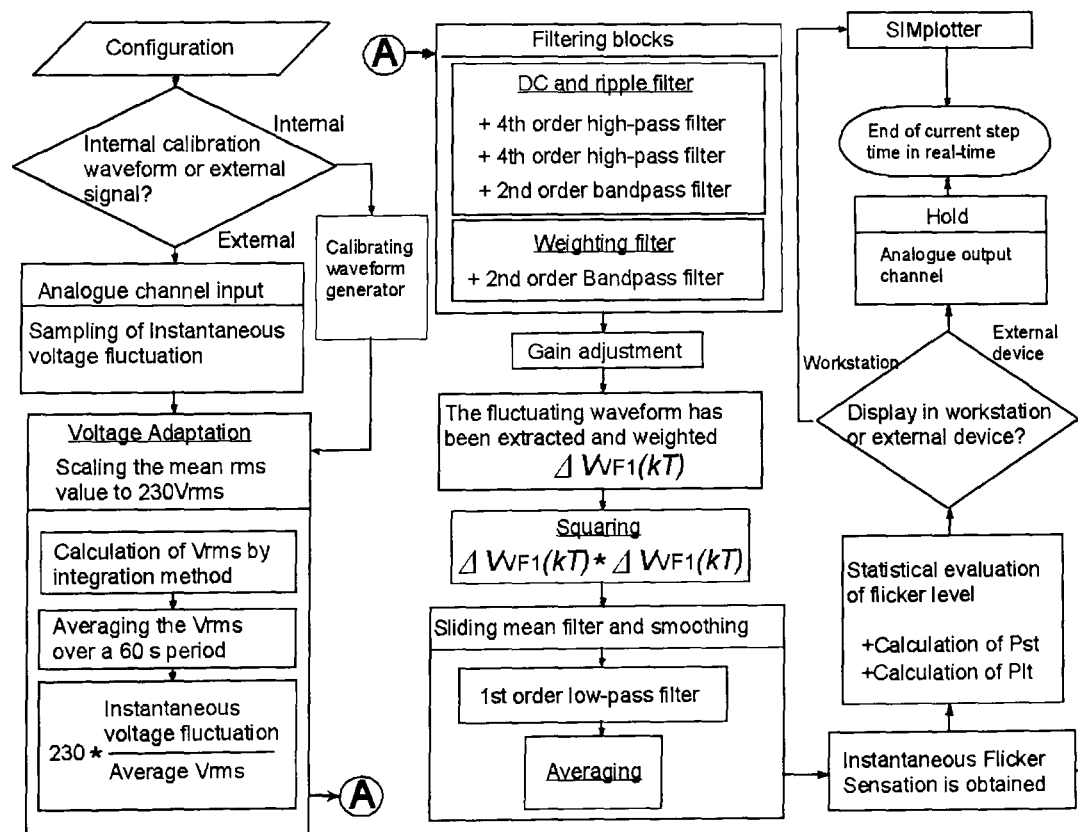 Configuration
Internal
Internal calibration
waveform or external
signal?
External
Calibrating
waveform
generator
Analogue channel input
Sampling of Instantaneous
voltage fluctuation
Voltage Adaptation
Scaling the mean rms
value to 230Vrms
Calculation of Vrms by
integration method
Averaging the Vrms
over a 60 s period
230 * Instantaneous
voltage fluctuation
Average Vrms
A
A
Filtering blocks
DC and ripple filter
+ 4th order high-pass filter
+ 4th order high-pass filter
+ 2nd order bandpass filter
Weighting filter
+ 2nd order Bandpass filter
Gain adjustment
The fluctuating waveform has
been extracted and weighted
Δ VWF1(kT)
Squaring
Δ VWF1(kT) * Δ VWF1(kT)
Sliding mean filter and smoothing
1st order low-pass filter
Averaging
SIMplotter
End of current step
time in real-time
Hold
Analogue output
channel
External
device
Workstation
Display in workstation
or external device?
Statistical evaluation
of flicker level
+Calculation of Pst
+Calculation of Plt
Instantaneous Flicker
Sensation is obtained